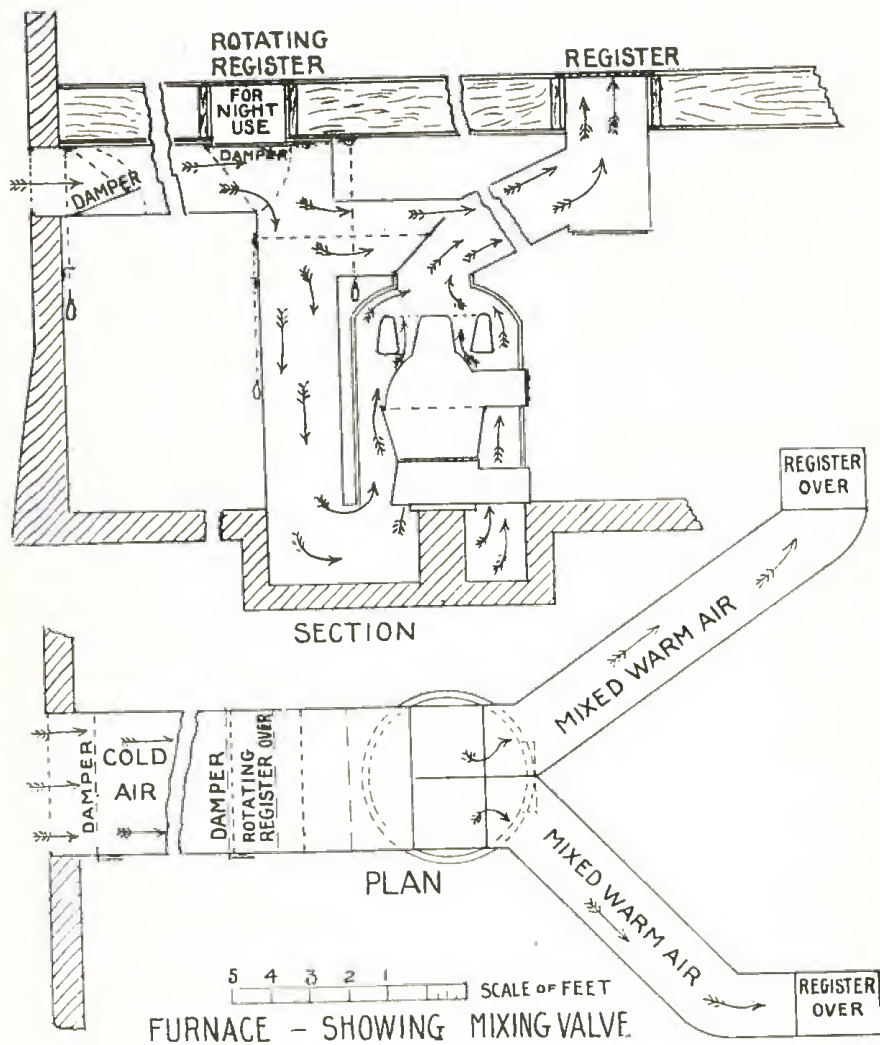 ROTATING
REGISTER
REGISTER
FOR
NIGHT
USE
DAMPER
DAMPER
SECTION
REGISTER
OVER
MIXED WARM AIR
DAMPER
COLD
AIR
DAMPER
ROTATING
REGISTER OVER
PLAN
MIXED WARM AIR
REGISTER
OVER
5 4 3 2 1
SCALE OF FEET
FURNACE - SHOWING MIXING VALVE